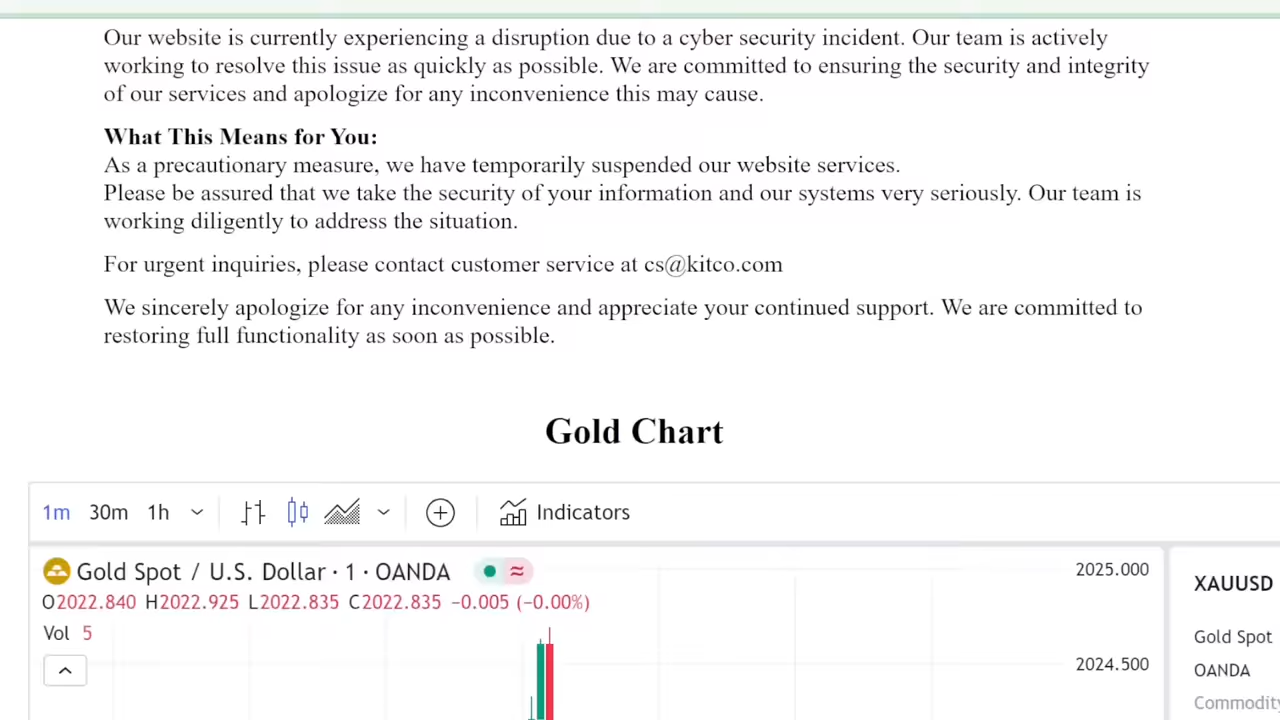 Our website is currently experiencing a disruption due to a cyber security incident. Our team is actively
working to resolve this issue as quickly as possible. We are committed to ensuring the security and integrity
of our services and apologize for any inconvenience this may cause.
What This Means for You:
As a precautionary measure, we have temporarily suspended our website services.
Please be assured that we take the security of your information and our systems very seriously. Our team is
working diligently to address the situation.
For urgent inquiries, please contact customer service at cs@kitco.com
We sincerely apologize for any inconvenience and appreciate your continued support. We are committed to
restoring full functionality as soon as possible.
Gold Chart
1m 30m 1h Indicators
Gold Spot / U.S. Dollar · 1 · OANDA
O2022.840 H2022.925 L2022.835 C2022.835 −0.005 (−0.00%)
Vol 5
2025.000
2024.500
XAUUSD
Gold Spot
OANDA
Commodity